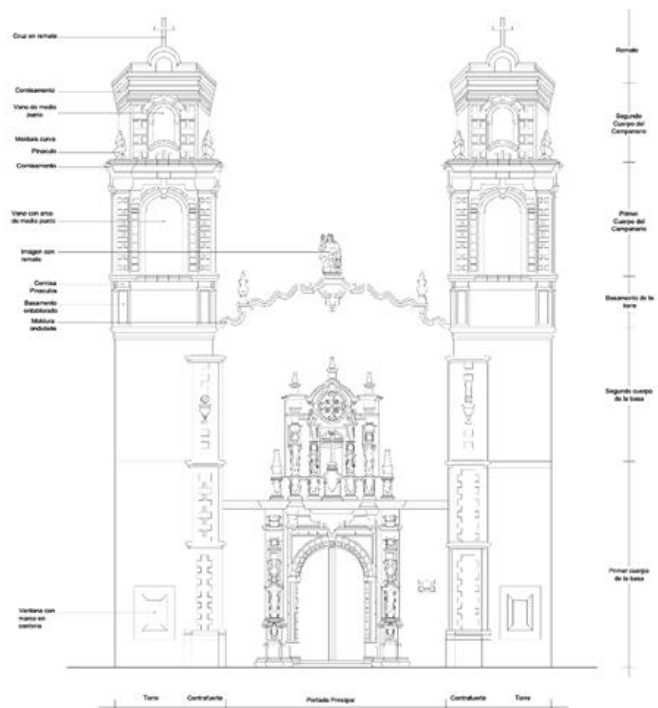 Cruz en remate
Cornisamento
Vano de medio
punto
Moldura curva
Pináculo
Cornisamento
Vano con arco
de medio punto
Imágen con
remate
Cornisa
Pináculos
Basamento
entablerado
Moldura
ondulada
Ventana con
marco en
Remate
Segundo
Cuerpo del
Campanario
Primer
Cuerpo del
Campanario
Basamento de la
torre
Segundo cuerpo
de la base
Primer cuerpo
de la base
Torre
Contrafuerte
Portada Principal
Contrafuerte
Torre